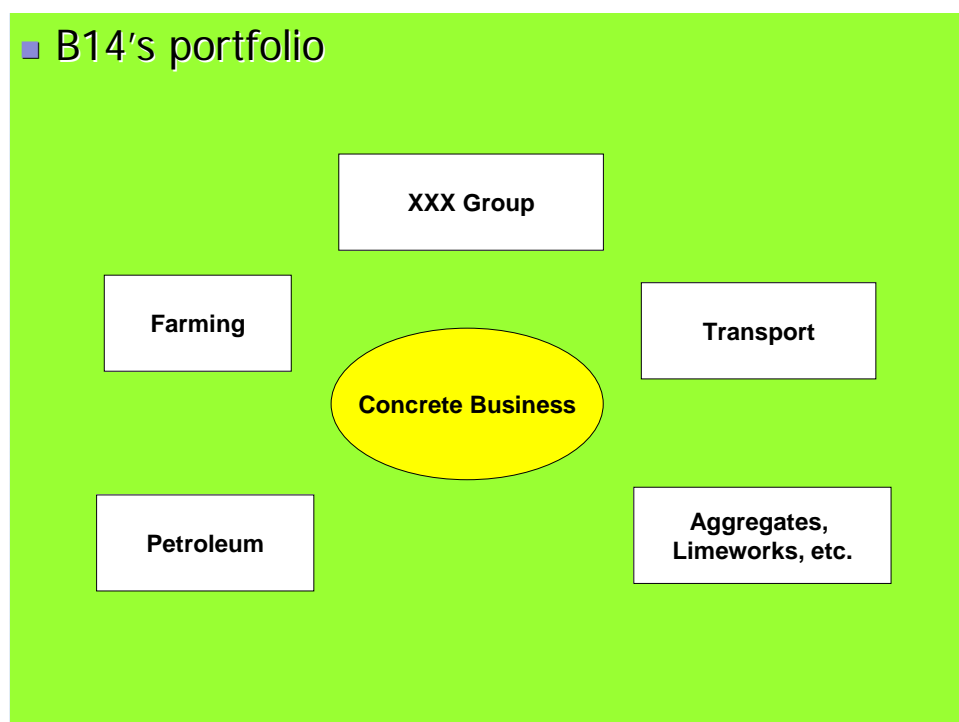 B14's portfolio
XXX Group
Farming
Transport
Concrete Business
Petroleum
Aggregates,
Limeworks, etc.